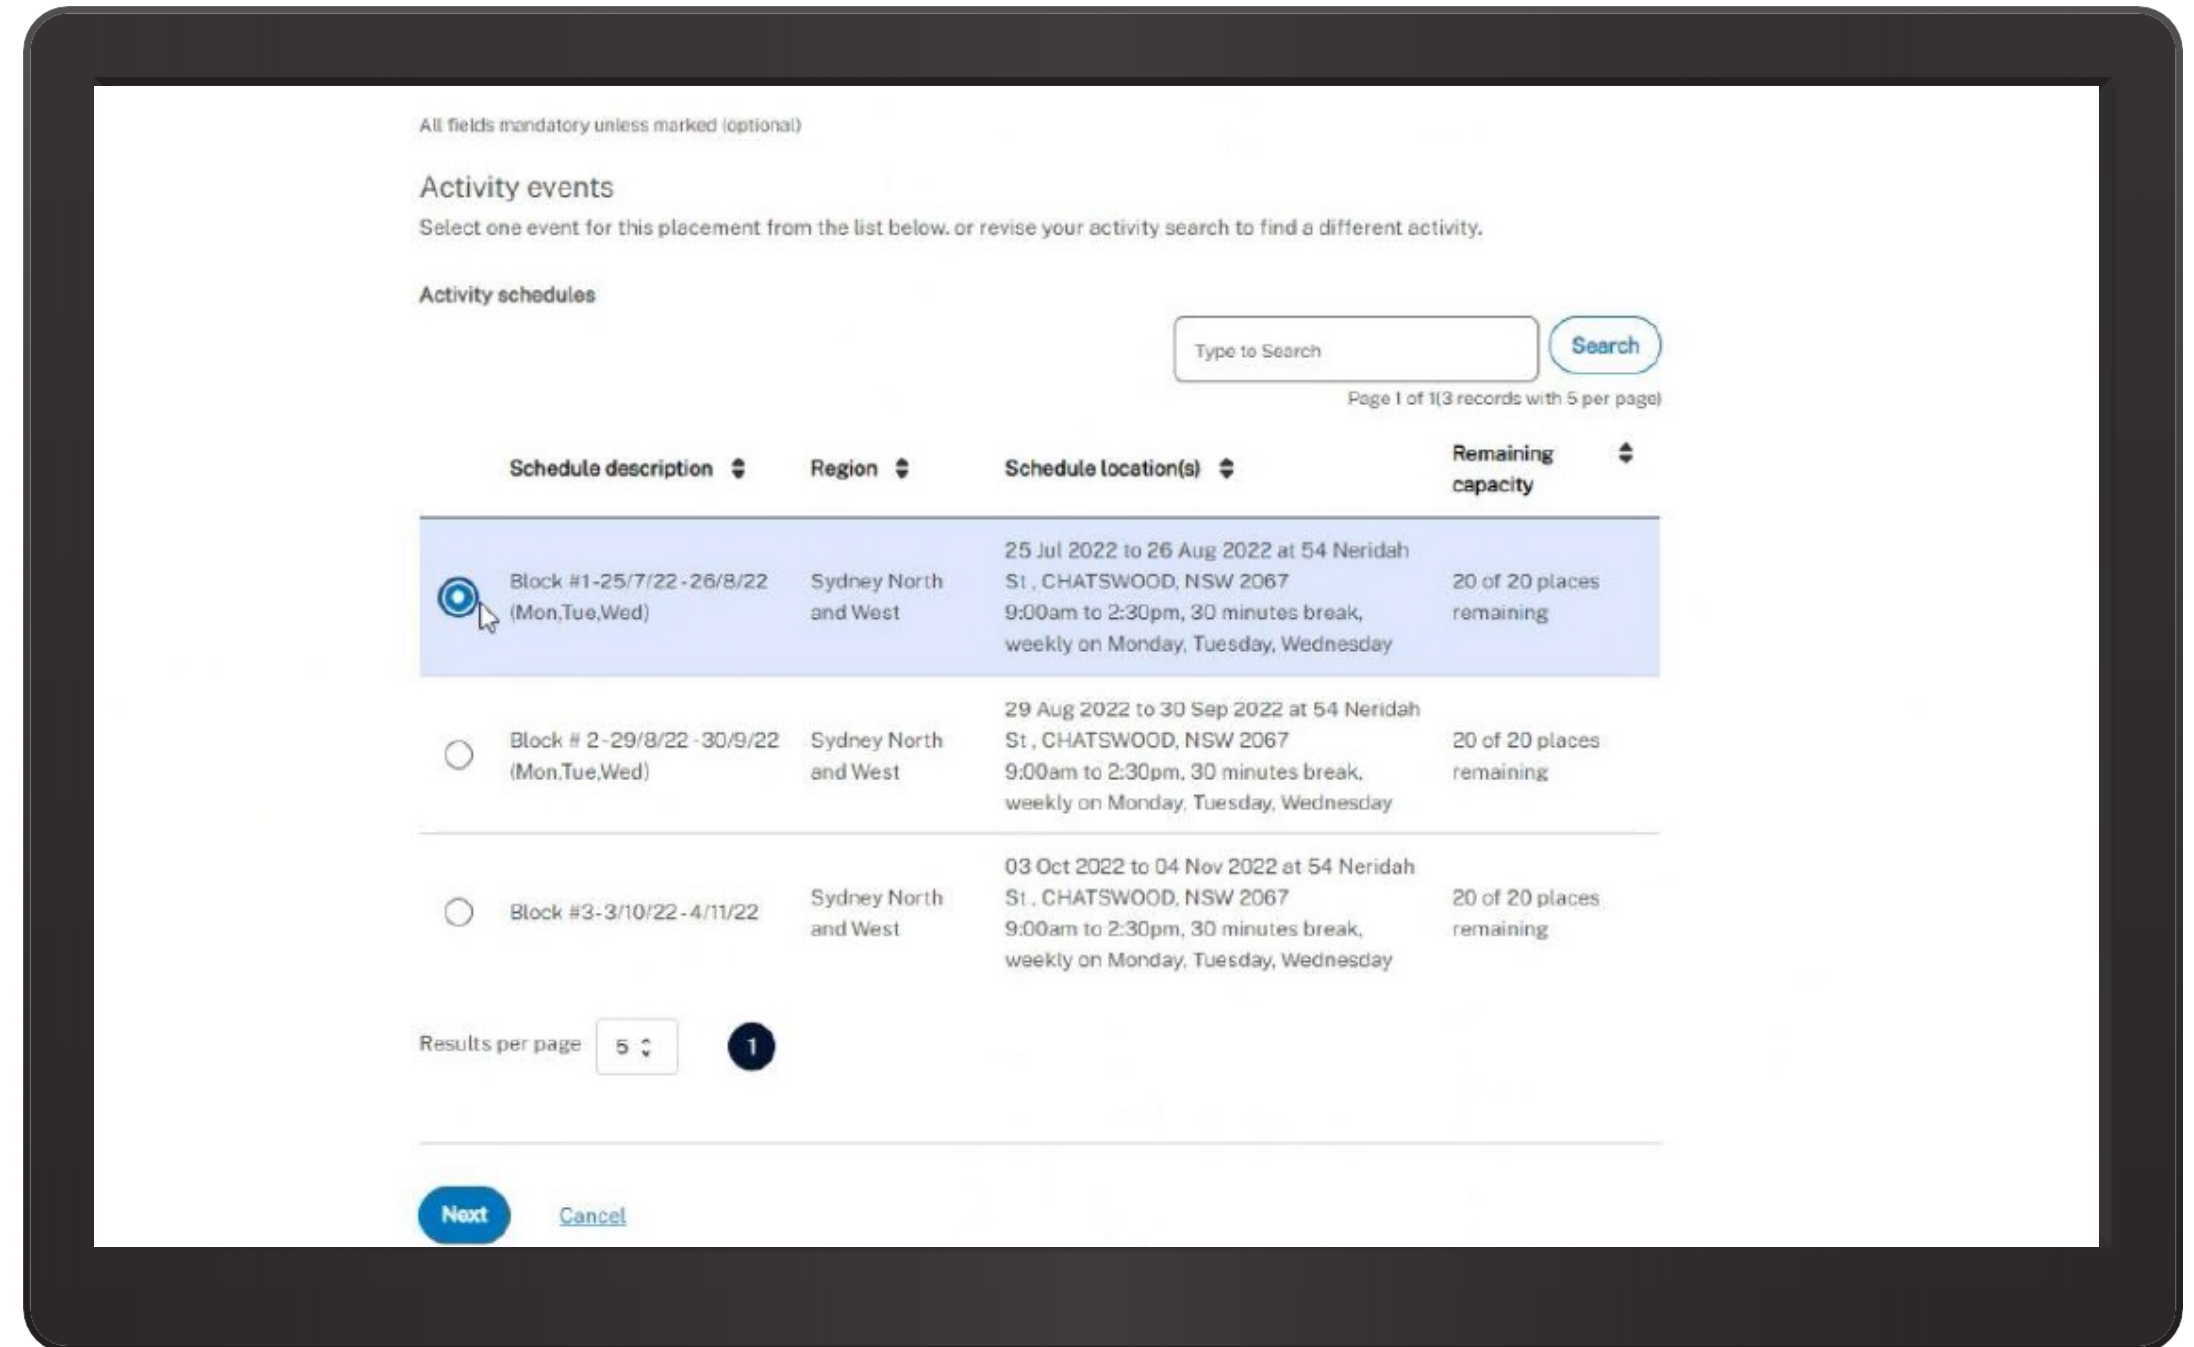 All fields mandatory unless marked (optional)
Activity events
Select one event for this placement from the list below. or revise your activity search to find a different activity.
Activity schedules
Type to Search
Search
Page 1 of 1(3 records with 5 per page)
Schedule description
Region
Schedule location(s)
Remaining
capacity
Block #1-25/7/22-26/8/22
(Mon,Tue,Wed)
Sydney North
and West
25 Jul 2022 to 26 Aug 2022 at 54 Neridah
St , CHATSWOOD, NSW 2067
9:00am to 2:30pm, 30 minutes break,
weekly on Monday, Tuesday, Wednesday
20 of 20 places
remaining
Block # 2-29/8/22-30/9/22
(Mon,Tue,Wed)
Sydney North
and West
29 Aug 2022 to 30 Sep 2022 at 54 Neridah
St , CHATSWOOD, NSW 2067
9:00am to 2:30pm, 30 minutes break,
weekly on Monday, Tuesday, Wednesday
20 of 20 places
remaining
Block #3-3/10/22-4/11/22
Sydney North
and West
03 Oct 2022 to 04 Nov 2022 at 54 Neridah
St , CHATSWOOD, NSW 2067
9:00am to 2:30pm, 30 minutes break,
weekly on Monday, Tuesday, Wednesday
20 of 20 places
remaining
Results per page
5
1
Next
Cancel